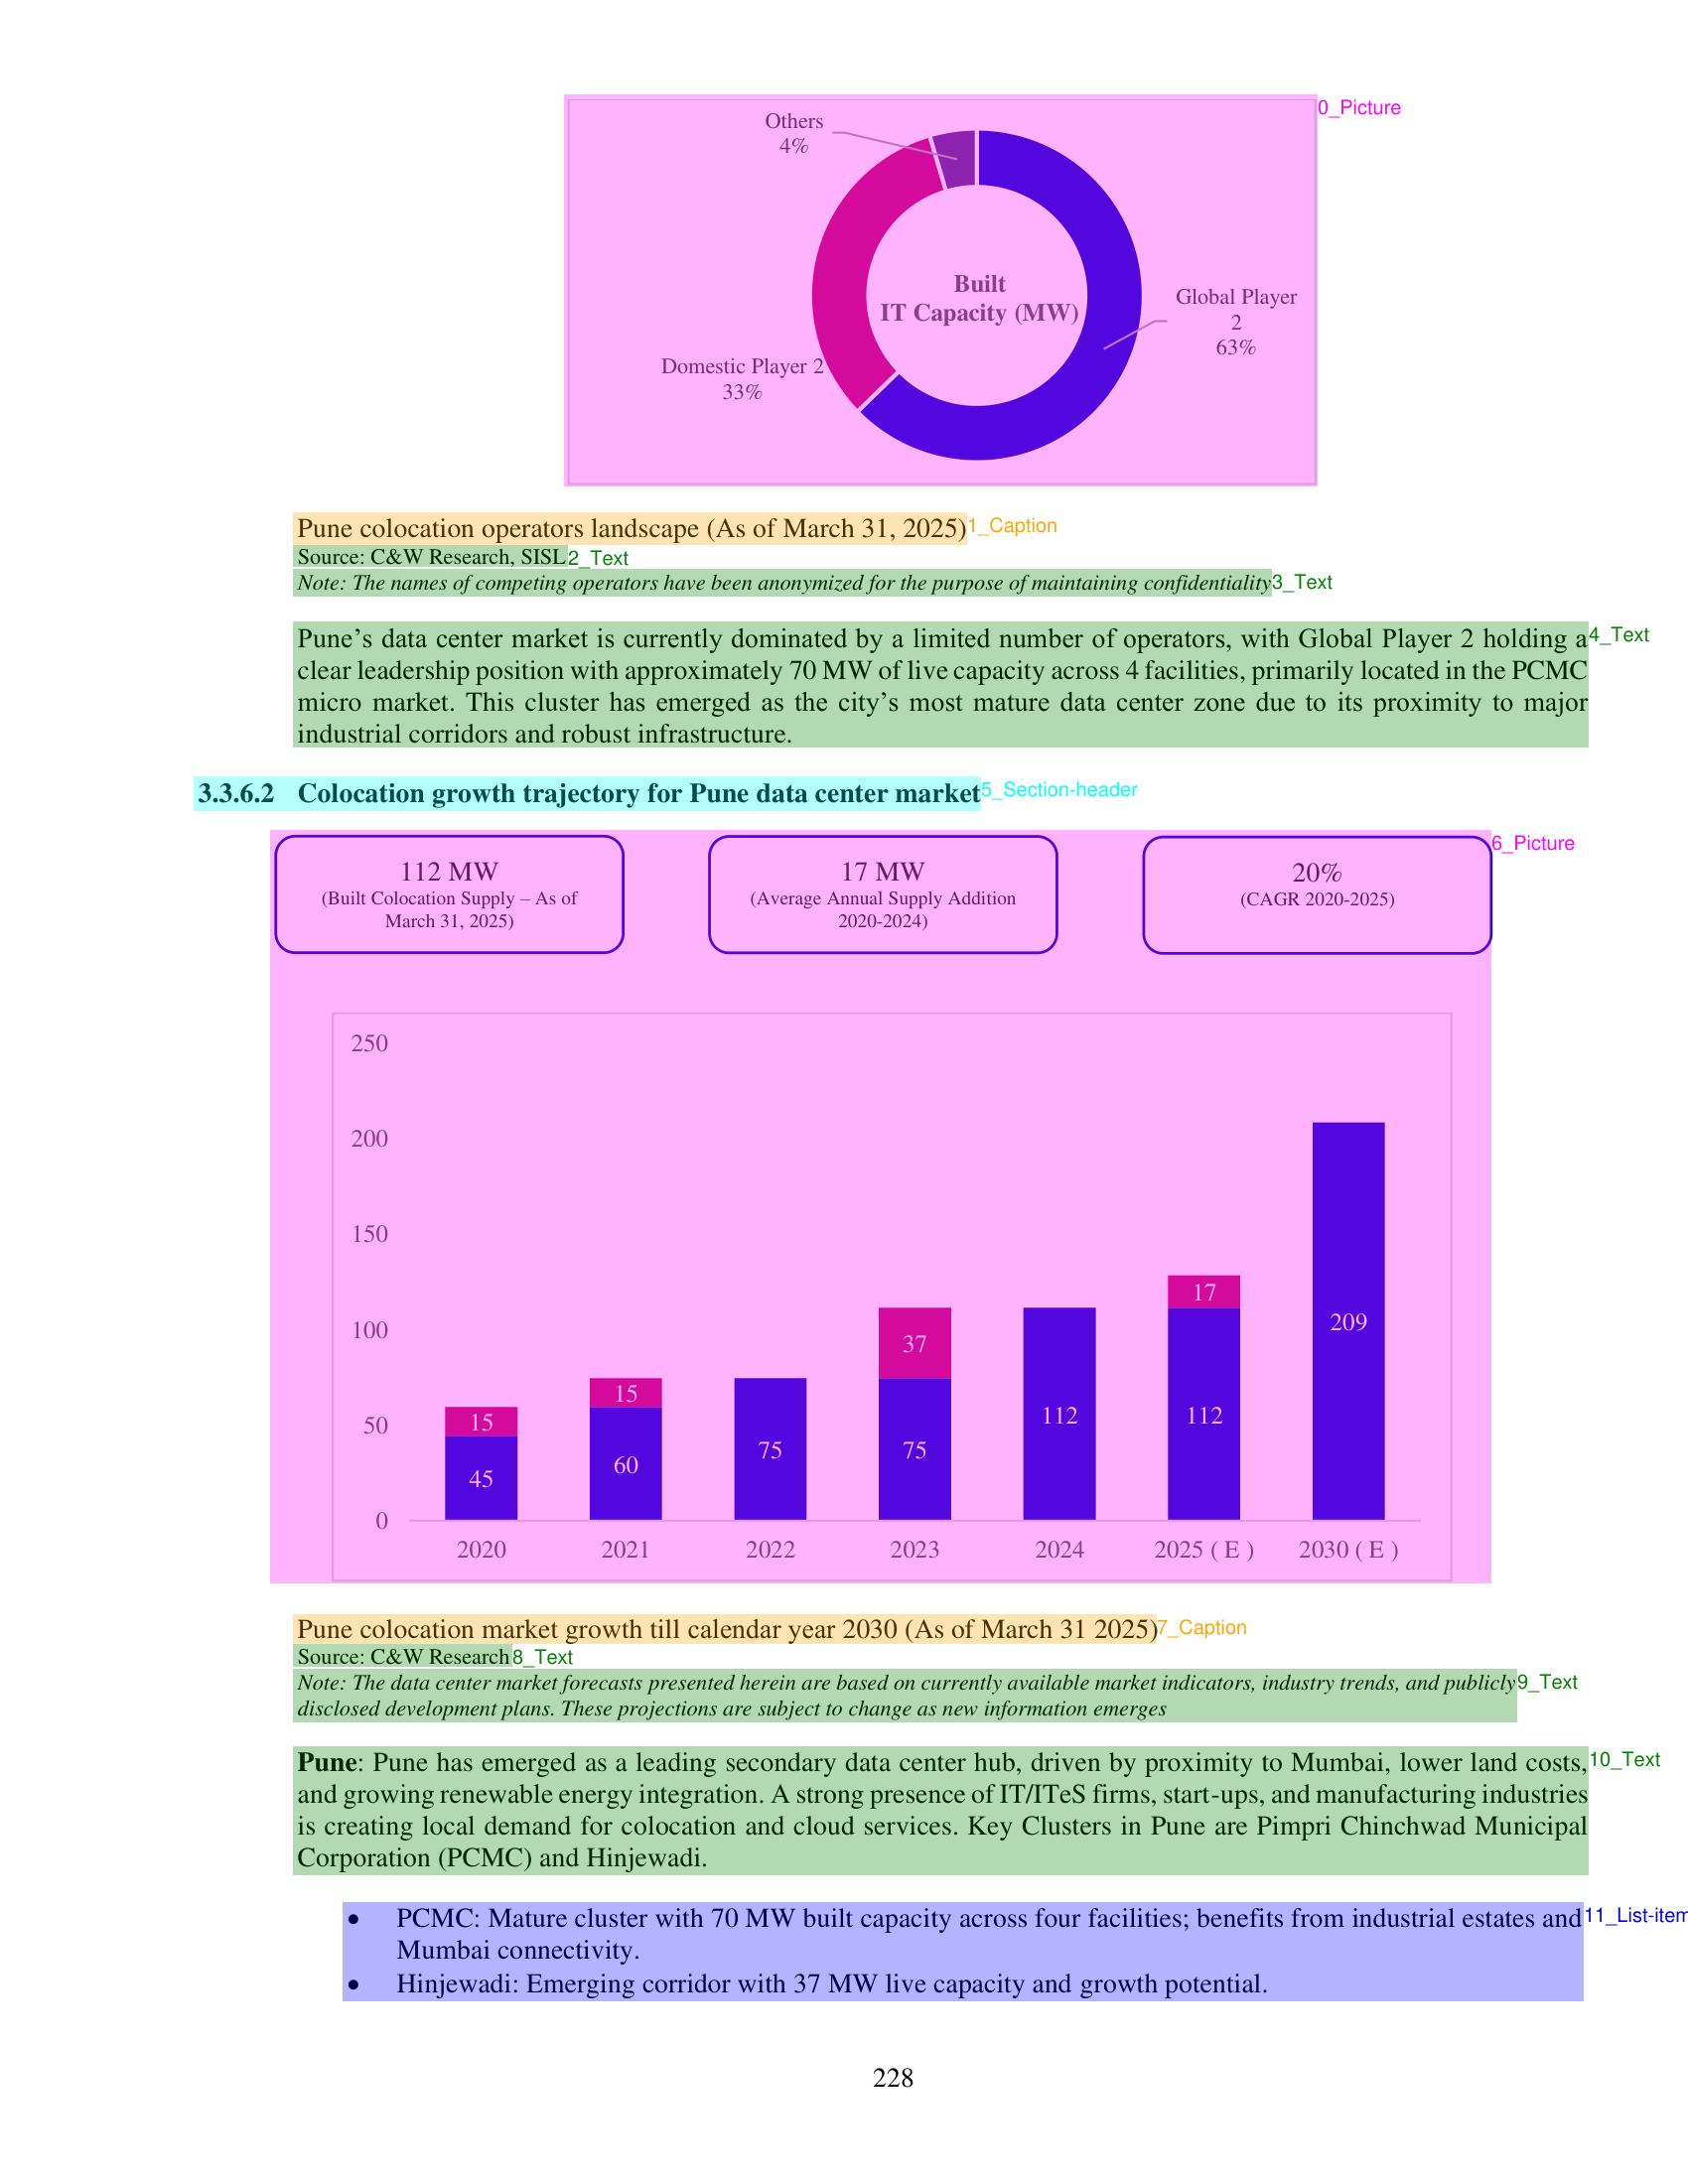 0_Picture
Others
4%
Built
IT Capacity (MW)
Global Player
2
63%
Domestic Player 2
33%
Pune colocation operators landscape (As of March 31, 2025)1_Caption
Source: C&W Research, SISL2_Text
Note: The names of competing operators have been anonymized for the purpose of maintaining confidentiality3_Text
Pune’s data center market is currently dominated by a limited number of operators, with Global Player 2 holding a4_Text
clear leadership position with approximately 70 MW of live capacity across 4 facilities, primarily located in the PCMC
micro market. This cluster has emerged as the city’s most mature data center zone due to its proximity to major
industrial corridors and robust infrastructure.
3.3.6.2 Colocation growth trajectory for Pune data center market5_Section-header
6_Picture
112 MW
(Built Colocation Supply – As of
March 31, 2025)
17 MW
(Average Annual Supply Addition
2020-2024)
20%
(CAGR 2020-2025)
250
200
150
100
50
0
15
45
15
60
75
37
75
112
17
112
209
2020 2021 2022 2023 2024 2025 ( E ) 2030 ( E )
Pune colocation market growth till calendar year 2030 (As of March 31 2025)7_Caption
Source: C&W Research8_Text
Note: The data center market forecasts presented herein are based on currently available market indicators, industry trends, and publicly9_Text
disclosed development plans. These projections are subject to change as new information emerges
Pune: Pune has emerged as a leading secondary data center hub, driven by proximity to Mumbai, lower land costs,10_Text
and growing renewable energy integration. A strong presence of IT/ITeS firms, start-ups, and manufacturing industries
is creating local demand for colocation and cloud services. Key Clusters in Pune are Pimpri Chinchwad Municipal
Corporation (PCMC) and Hinjewadi.
• PCMC: Mature cluster with 70 MW built capacity across four facilities; benefits from industrial estates and11_List-item
Mumbai connectivity.
• Hinjewadi: Emerging corridor with 37 MW live capacity and growth potential.
228